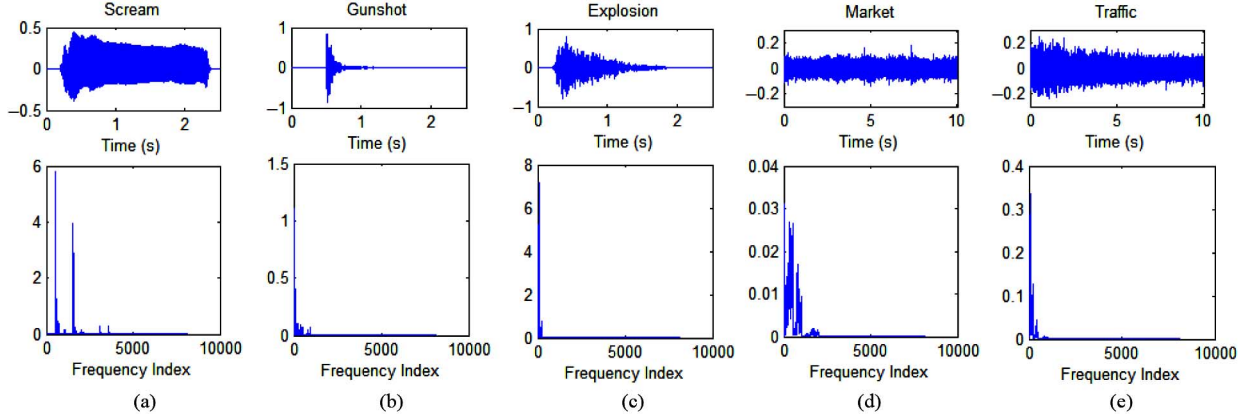 Scream
0.5
0
−0.5
0 1 2
Time (s)
6
4
2
0
0 5000 10000
Frequency Index
(a)
Gunshot
1
0
−1
0 1 2
Time (s)
1.5
1
0.5
0
0 5000 10000
Frequency Index
(b)
Explosion
1
0
−1
0 1 2
Time (s)
8
6
4
2
0
0 5000 10000
Frequency Index
(c)
Market
0.2
0
−0.2
0 5 10
Time (s)
0.04
0.03
0.02
0.01
0
0 5000 10000
Frequency Index
(d)
Traffic
0.2
0
−0.2
0 5 10
Time (s)
0.4
0.3
0.2
0.1
0
0 5000 10000
Frequency Index
(e)